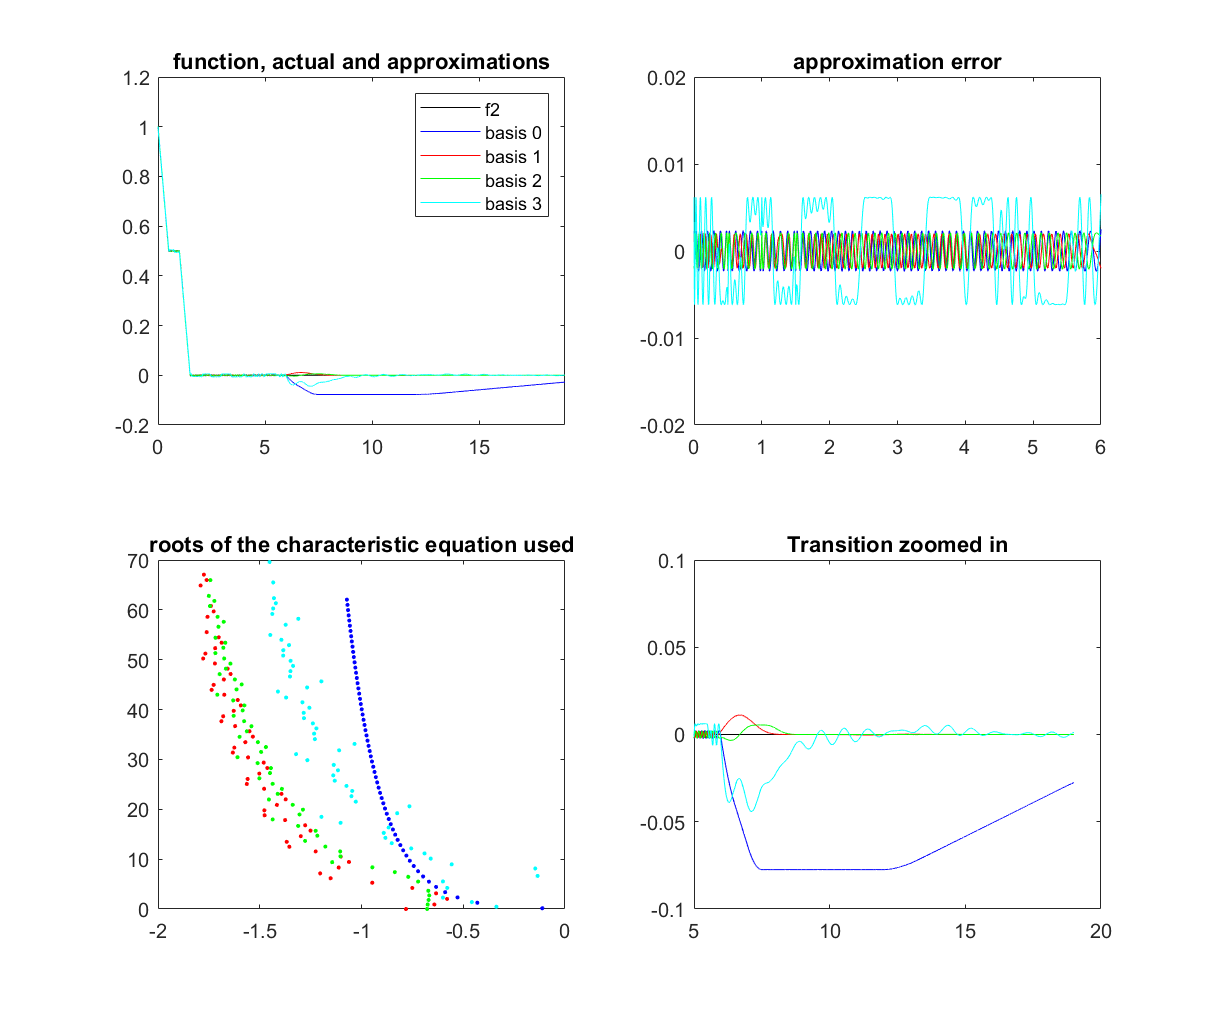 function, actual and approximations
1.2
1
0.8
0.6
0.4
0.2
0
-0.2
0 5 10 15
f2
basis 0
basis 1
basis 2
basis 3
approximation error
0.02
0.01
0
-0.01
-0.02
0 1 2 3 4 5 6
roots of the characteristic equation used
70
60
50
40
30
20
10
0
-2 -1.5 -1 -0.5 0
Transition zoomed in
0.1
0.05
0
-0.05
-0.1
5 10 15 20